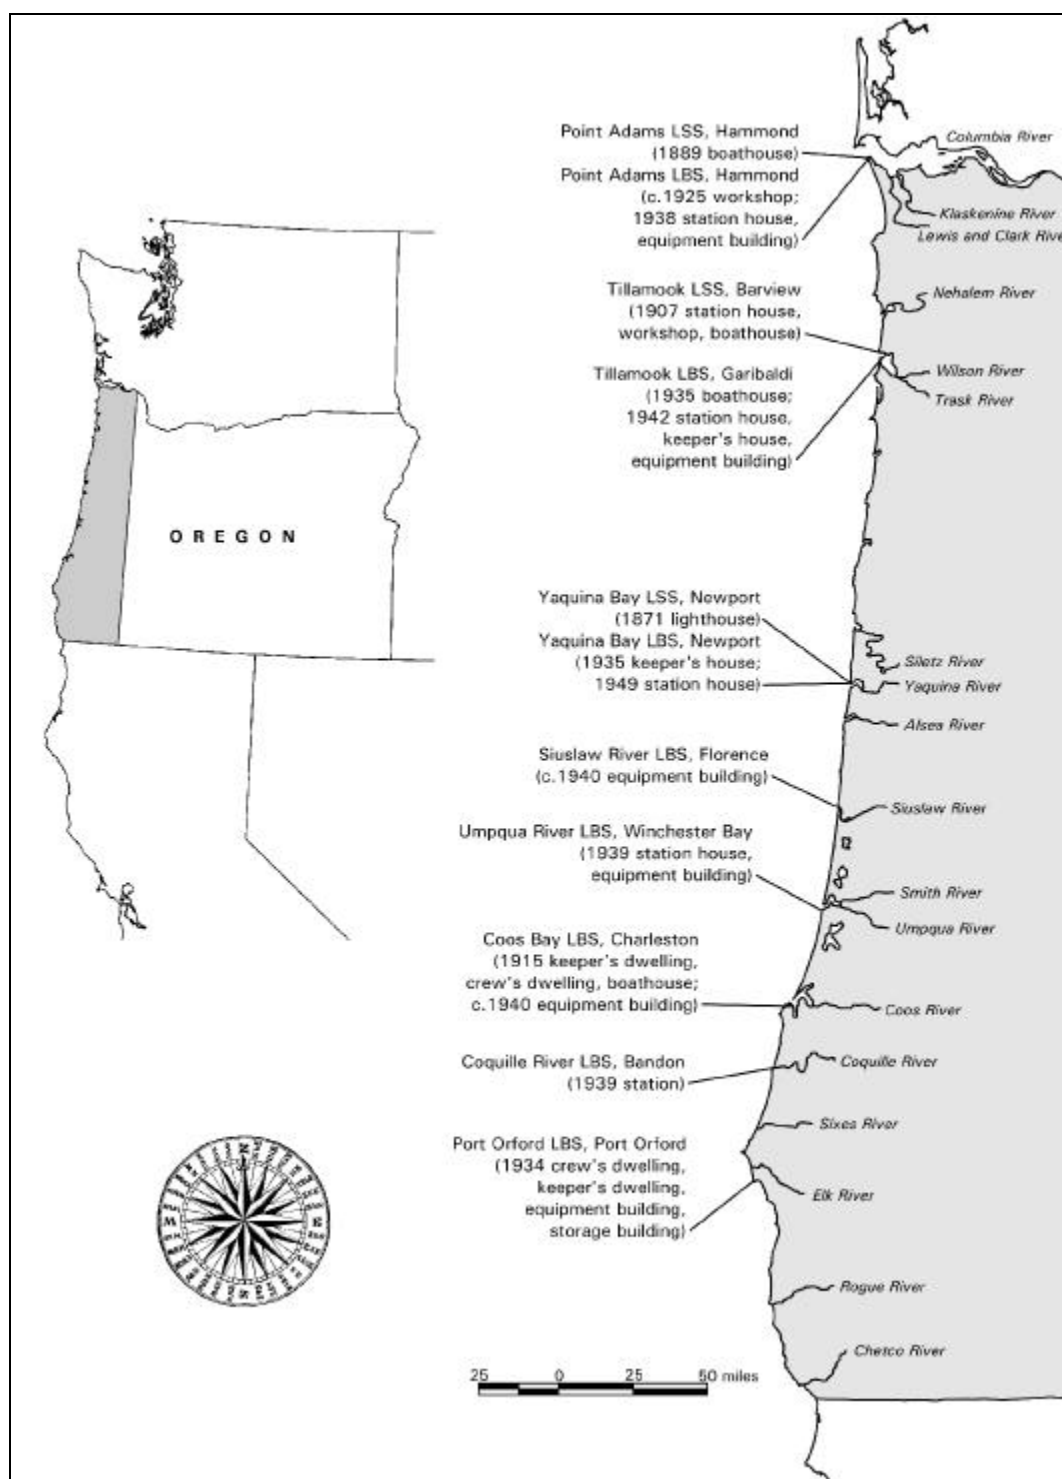 Columbia River
Point Adams LSS, Hammond
(1889 boathouse)
Point Adams LBS, Hammond
(c.1925 workshop;
1938 station house,
equipment building)
Klaskenine River
Lewis and Clark Rive
Tillamook LSS, Barview
(1907 station house,
workshop, boathouse)
Nehalem River
Tillamook LBS, Garibaldi
(1935 boathouse;
1942 station house,
keeper's house,
equipment building)
Wilson River
Trask River
OREGON
Yaquina Bay LSS, Newport
(1871 lighthouse)
Yaquina Bay LBS, Newport
(1935 keeper's house;
1949 station house)
Siletz River
Yaquina River
Alsea River
Siuslaw River LBS, Florence
(c.1940 equipment building)
Siuslaw River
Umpqua River LBS, Winchester Bay
(1939 station house,
equipment building)
Smith River
Umpqua River
Coos Bay LBS, Charleston
(1915 keeper's dwelling,
crew's dwelling, boathouse;
c.1940 equipment building)
Coos River
Coquille River LBS, Bandon
(1939 station)
Coquille River
Sixes River
Port Orford LBS, Port Orford
(1934 crew's dwelling,
keeper's dwelling,
equipment building,
storage building)
Elk River
N
W
E
S
Rogue River
Chetco River
25 0 25 50 miles